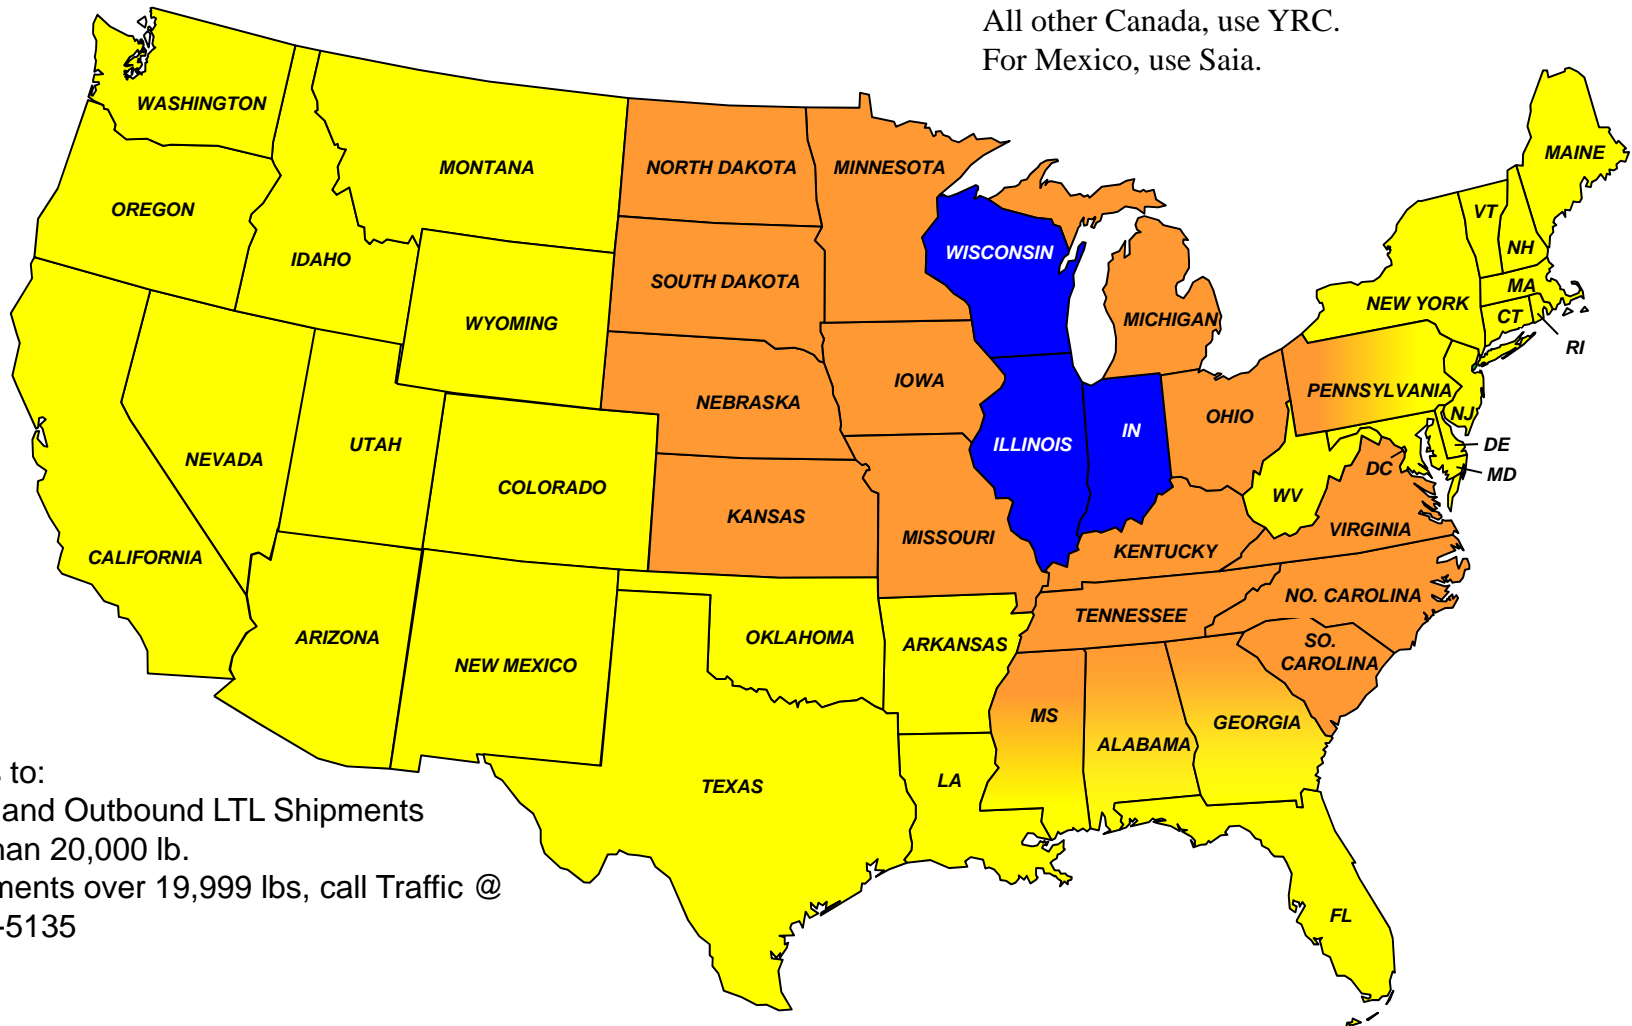 All other Canada, use YRC.
For Mexico, use Saia.
WASHINGTON
MONTANA
NORTH DAKOTA
MINNESOTA
MAINE
OREGON
VT
IDAHO
WISCONSIN
NH
SOUTH DAKOTA
MA
NEW YORK
WYOMING
MICHIGAN
CT
RI
IOWA
PENNSYLVANIA
NEBRASKA
OHIO
NJ
UTAH
ILLINOIS
IN
DE
NEVADA
DC
MD
COLORADO
WV
KANSAS
VIRGINIA
MISSOURI
CALIFORNIA
KENTUCKY
NO. CAROLINA
TENNESSEE
ARIZONA
OKLAHOMA
ARKANSAS
SO.
CAROLINA
NEW MEXICO
MS
GEORGIA
ALABAMA
TEXAS
LA
FL
to:
and Outbound LTL Shipments
20,000 lb.
over 19,999 lbs, call Traffic @
-5135